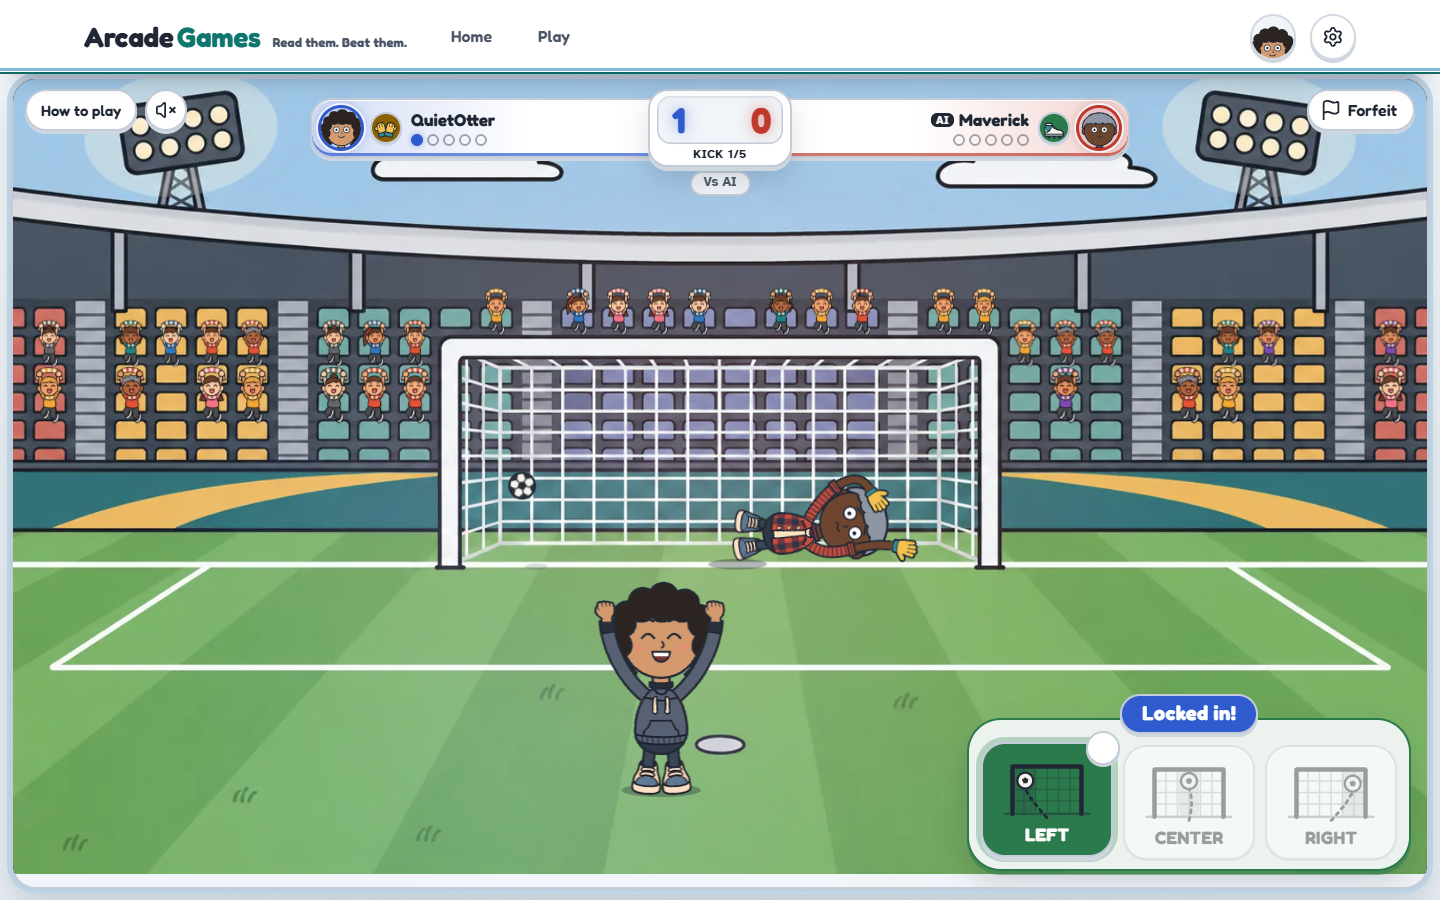 Arcade Games
Read them. Beat them.
Home
Play
How to play
QuietOtter
1 0
KICK 1/5
Vs AI
AI Maverick
Forfeit
Locked in!
LEFT
CENTER
RIGHT